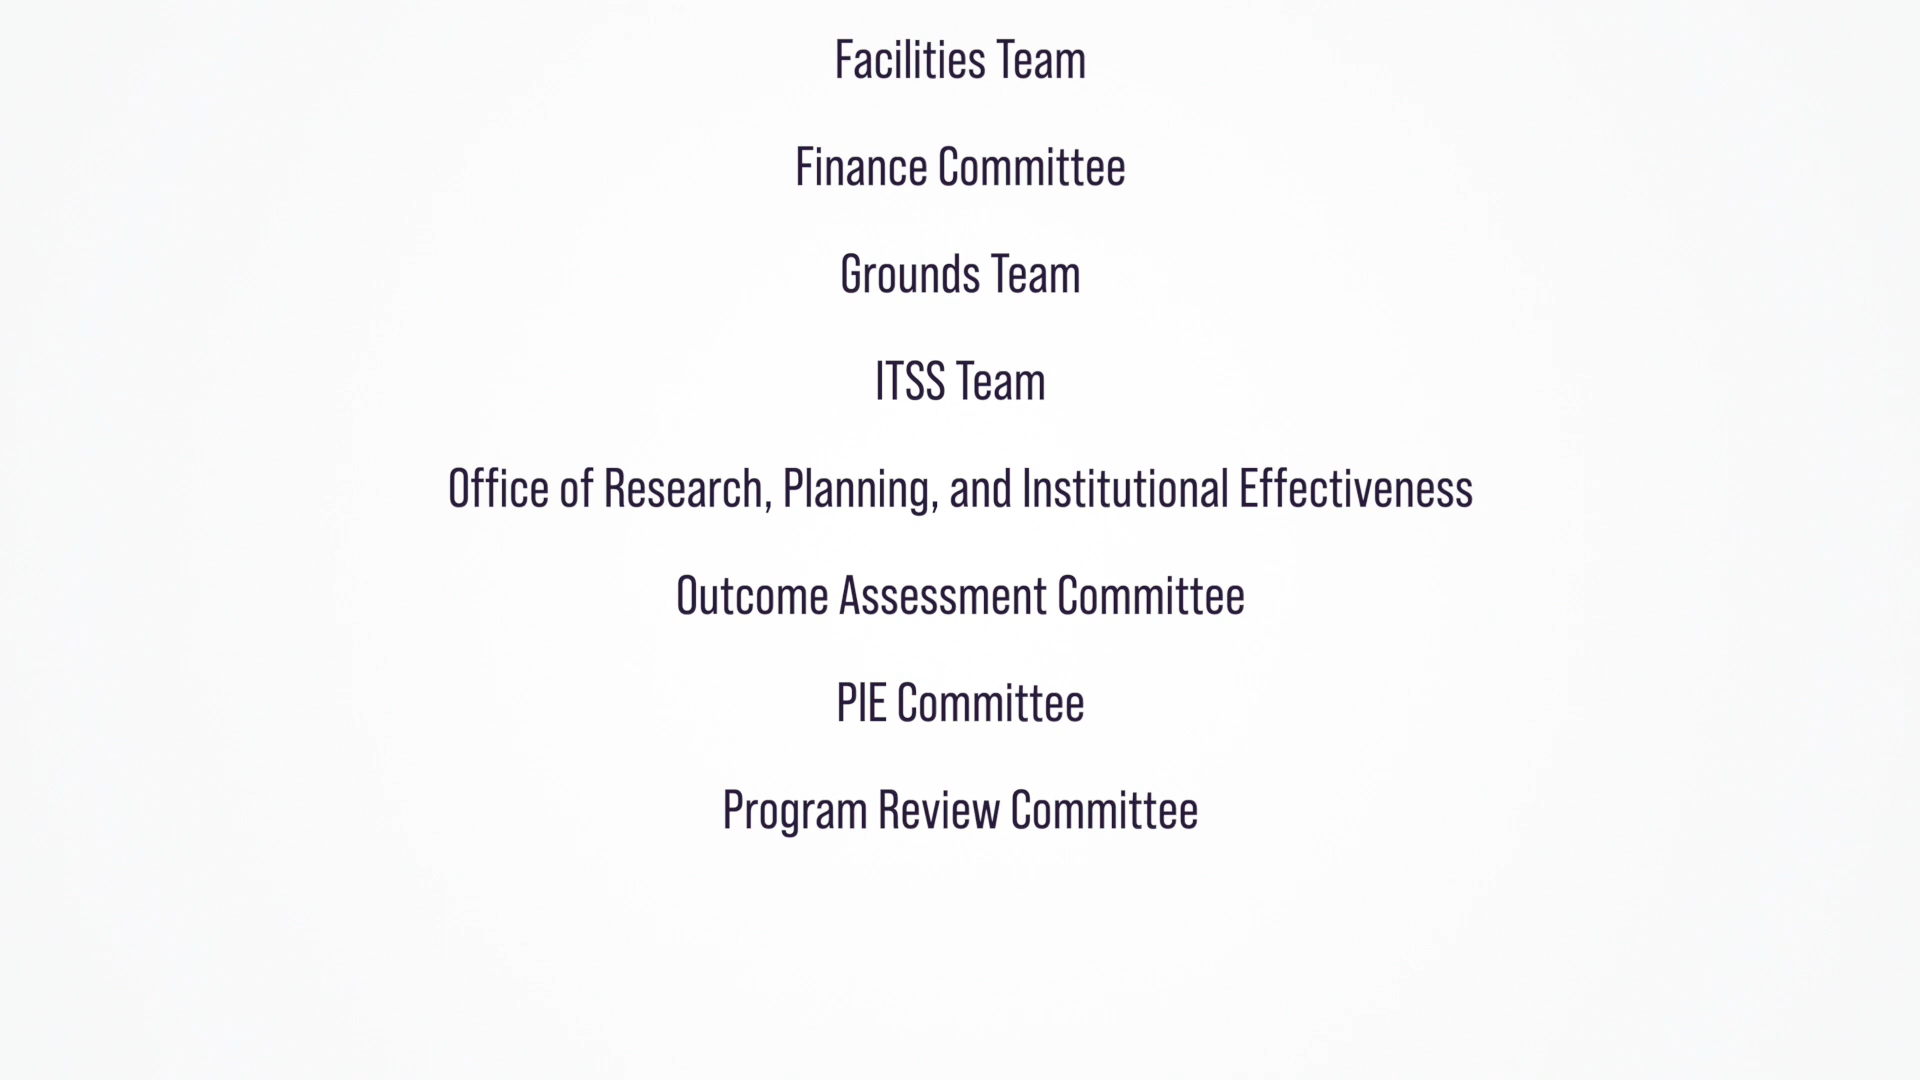 Facilities Team
Finance Committee
Grounds Team
ITSS Team
Office of Research, Planning, and Institutional Effectiveness
Outcome Assessment Committee
PIE Committee
Program Review Committee